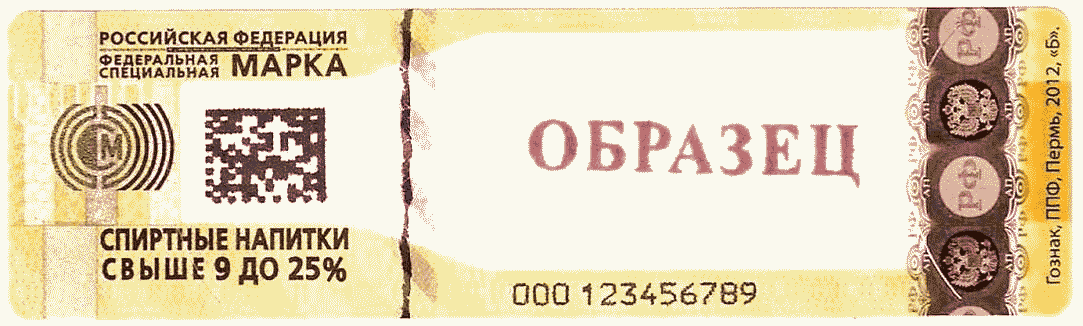 РОССИЙСКАЯ ФЕДЕРАЦИЯ
ФЕДЕРАЛЬНАЯ
СПЕЦИАЛЬНАЯ МАРКА
СМ
СПИРТНЫЕ НАПИТКИ
СВЫШЕ 9 ДО 25%
ОБРАЗЕЦ
000 123456789
РФ
РФ
Гознак, ППФ, Пермь, 2012, «Б».